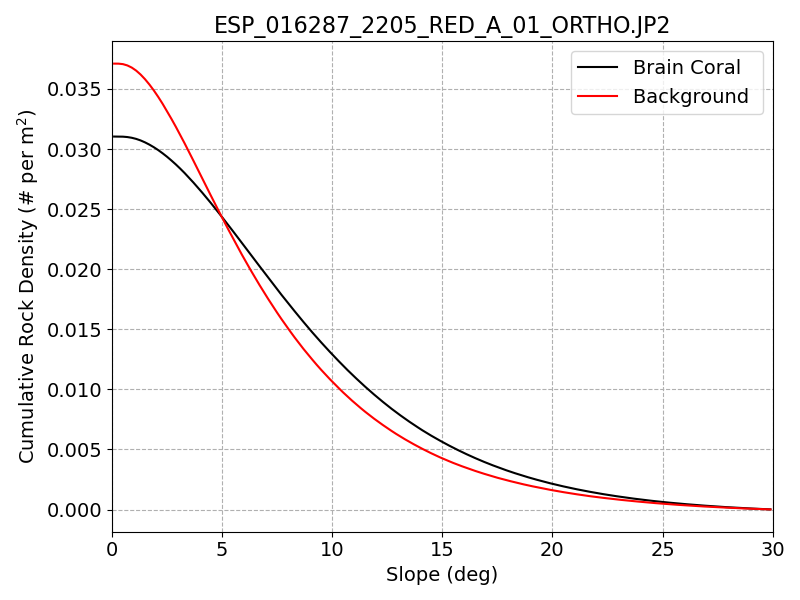 ESP_016287_2205_RED_A_01_ORTHO.JP2
Brain Coral
Background
Cumulative Rock Density (# per m²)
0.035
0.030
0.025
0.020
0.015
0.010
0.005
0.000
0 5 10 15 20 25 30
Slope (deg)